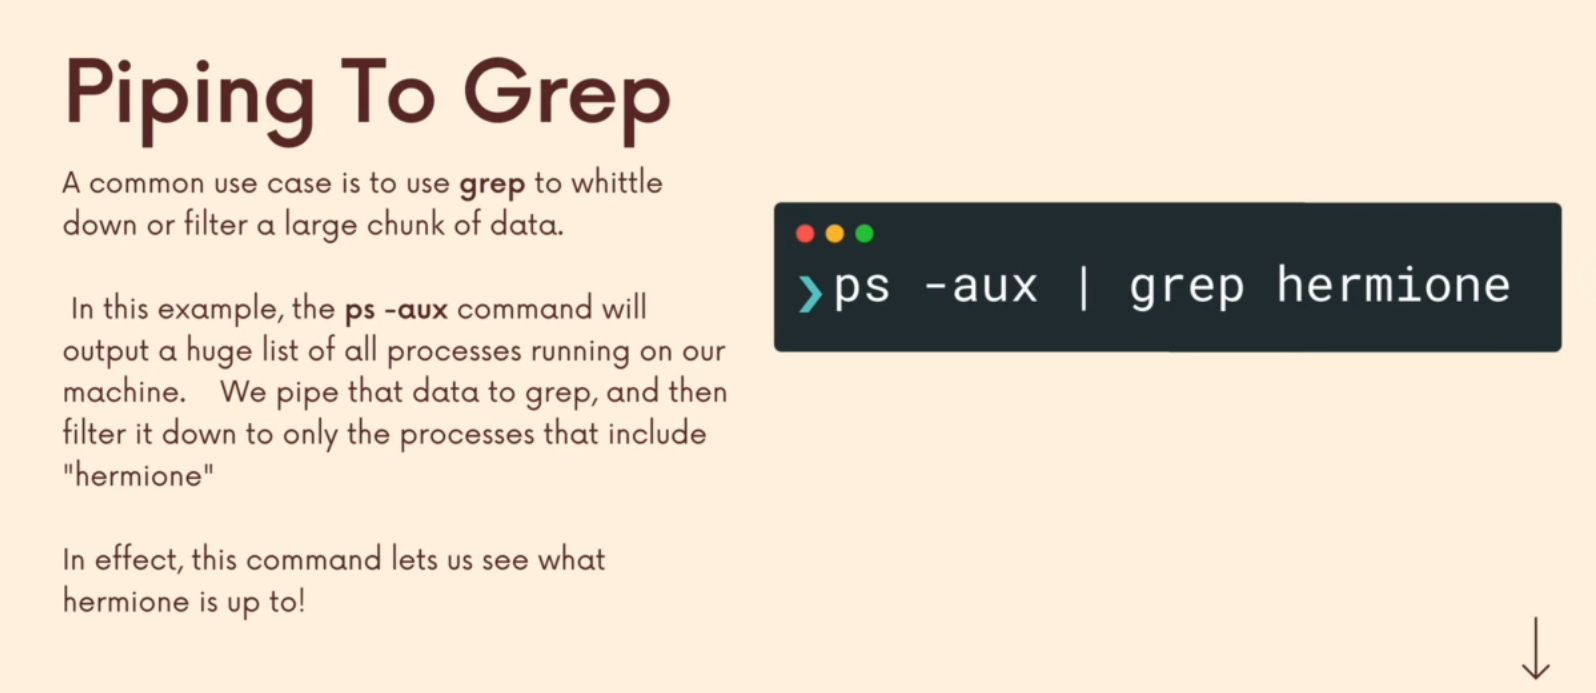 Piping To Grep
A common use case is to use grep to whittle
down or filter a large chunk of data.
In this example, the ps -aux command will
output a huge list of all processes running on our
machine.    We pipe that data to grep, and then
filter it down to only the processes that include
"hermione"
In effect, this command lets us see what
hermione is up to!
❯ps -aux | grep hermione